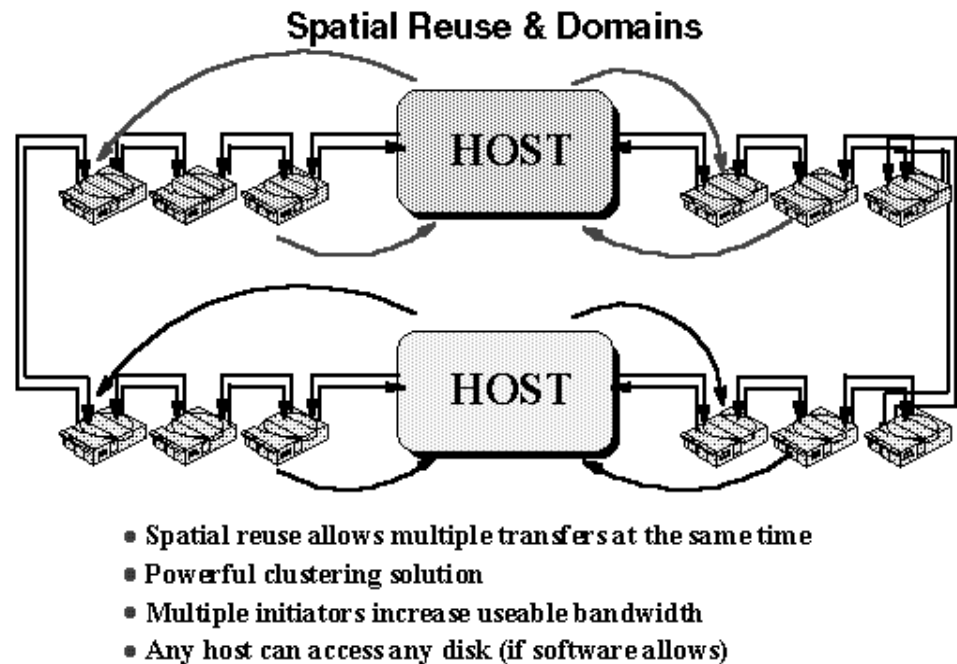 Spatial Reuse & Domains
HOST
HOST
• Spatial reuse allows multiple transfers at the same time
• Powerful clustering solution
• Multiple initiators increase useable bandwidth
• Any host can access any disk (if software allows)